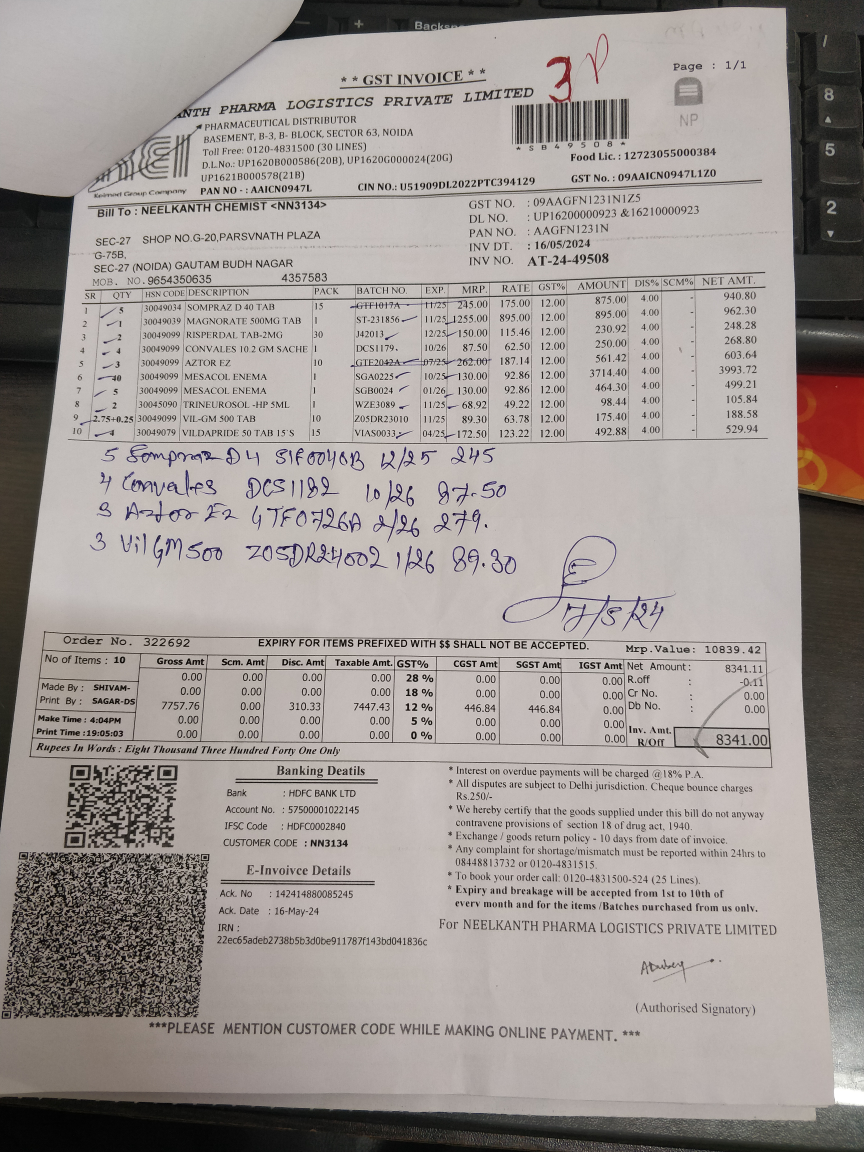 Backsp
** GST INVOICE **
3
Page : 1/1
ANTH PHARMA LOGISTICS PRIVATE LIMITED
PHARMACEUTICAL DISTRIBUTOR
BASEMENT, B-3, B- BLOCK, SECTOR 63, NOIDA
Toll Free: 0120-4831500 (30 LINES)
D.L.No.: UP1620B000586(20B), UP1620G000024(20G)
UP1621B000578(21B)
PAN NO - : AAICN0947L
CIN NO.: U51909DL2022PTC394129
* S B 4 9 5 0 8 *
NP
Food Lic. : 12723055000384
GST No. : 09AAICN0947L1Z0
Keimed Group Company
Bill To : NEELKANTH CHEMIST <NN3134>
SEC-27 SHOP NO.G-20,PARSVNATH PLAZA
G-75B,
SEC-27 (NOIDA) GAUTAM BUDH NAGAR
MOB. NO. 9654350635 4357583
GST NO. : 09AAGFN1231N1Z5
DL NO. : UP16200000923 &16210000923
PAN NO. : AAGFN1231N
INV DT. : 16/05/2024
INV NO. AT-24-49508
SR QTY HSN CODE DESCRIPTION PACK BATCH NO. EXP. MRP. RATE GST% AMOUNT DIS% SCM% NET AMT.
1 5 30049034 SOMPRAZ D 40 TAB 15 GTF1017A 11/25 245.00 175.00 12.00 875.00 4.00 - 940.80
2 1 30049039 MAGNORATE 500MG TAB 1 ST-231856 11/25 1255.00 895.00 12.00 895.00 4.00 - 962.30
3 2 30049099 RISPERDAL TAB-2MG 30 J42013 12/25 150.00 115.46 12.00 230.92 4.00 - 248.28
4 4 30049099 CONVALES 10.2 GM SACHE 1 DCS1179. 10/26 87.50 62.50 12.00 250.00 4.00 - 268.80
5 3 30049099 AZTOR EZ 10 GTE2042A 07/25 262.00 187.14 12.00 561.42 4.00 - 603.64
6 40 30049099 MESACOL ENEMA 1 SGA0225 10/25 130.00 92.86 12.00 3714.40 4.00 - 3993.72
7 5 30049099 MESACOL ENEMA 1 SGB0024 01/26 130.00 92.86 12.00 464.30 4.00 - 499.21
8 2 30045090 TRINEUROSOL -HP 5ML 1 WZE3089 11/25 68.92 49.22 12.00 98.44 4.00 - 105.84
9 2.75+0.25 30049099 VIL-GM 500 TAB 10 Z05DR23010 11/25 89.30 63.78 12.00 175.40 4.00 - 188.58
10 4 30049079 VILDAPRIDE 50 TAB 15`S 15 VIAS0033 04/25 172.50 123.22 12.00 492.88 4.00 - 529.94
5 Sompraz D4 SIF0040B 12/25 245
4 Convales DCS1182 10/26 87.50
3 Aztor Ez GTF0726A 2/26 279.
3 Vil GM 500 Z05DR24002 1/26 89.30
17/5/24
Order No. 322692 EXPIRY FOR ITEMS PREFIXED WITH $$ SHALL NOT BE ACCEPTED. Mrp.Value: 10839.42
No of Items : 10 Gross Amt Scm. Amt Disc. Amt Taxable Amt. GST% CGST Amt SGST Amt IGST Amt
0.00 0.00 0.00 0.00 28 % 0.00 0.00 0.00
0.00 0.00 0.00 0.00 18 % 0.00 0.00 0.00
7757.76 0.00 310.33 7447.43 12 % 446.84 446.84 0.00
0.00 0.00 0.00 0.00 5 % 0.00 0.00 0.00
0.00 0.00 0.00 0.00 0 % 0.00 0.00 0.00
Made By : SHIVAM-
Print By : SAGAR-DS
Make Time : 4:04PM
Print Time :19:05:03
Net Amount : 8341.11
R.off : -0.11
Cr No. : 0.00
Db No. : 0.00
Inv. Amt. R/Off 8341.00
Rupees In Words : Eight Thousand Three Hundred Forty One Only
Banking Deatils
Bank : HDFC BANK LTD
Account No. : 57500001022145
IFSC Code : HDFC0002840
CUSTOMER CODE : NN3134
E-Invoivce Details
Ack. No : 142414880085245
Ack. Date : 16-May-24
IRN :
22ec65adeb2738b5b3d0be911787f143bd041836c
* Interest on overdue payments will be charged @18% P.A.
* All disputes are subject to Delhi jurisdiction. Cheque bounce charges
Rs.250/-
* We hereby certify that the goods supplied under this bill do not anyway
contravene provisions of section 18 of drug act, 1940.
* Exchange / goods return policy - 10 days from date of invoice.
* Any complaint for shortage/mismatch must be reported within 24hrs to
08448813732 or 0120-4831515.
* To book your order call: 0120-4831500-524 (25 Lines).
* Expiry and breakage will be accepted from 1st to 10th of
every month and for the items /Batches purchased from us only.
For NEELKANTH PHARMA LOGISTICS PRIVATE LIMITED
(Authorised Signatory)
***PLEASE MENTION CUSTOMER CODE WHILE MAKING ONLINE PAYMENT. ***